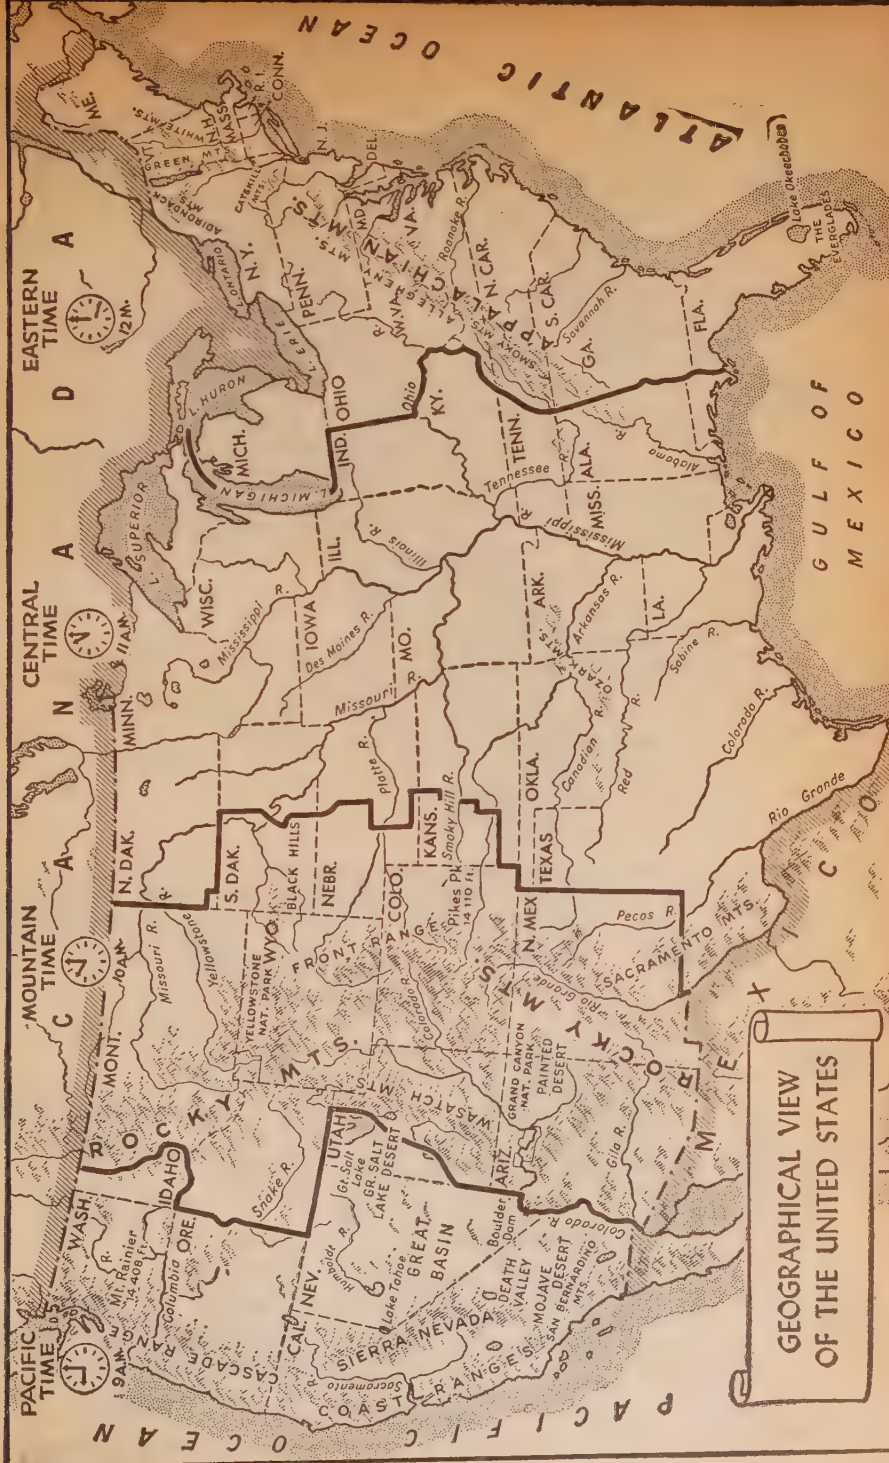 PACIFIC
TIME
9 A.M.
MOUNTAIN
TIME
10 A.M.
CENTRAL
TIME
11 A.M.
EASTERN
TIME
12 M.
C A N A D A
PACIFIC OCEAN
ATLANTIC OCEAN
GULF OF
MEXICO
MEXICO
WASH.
Mt. Rainier
14,408 ft.
Columbia
R.
CASCADE RANGE
ORE.
IDAHO
Snake R.
MONT.
Missouri R.
Yellowstone
R.
YELLOWSTONE
NAT. PARK
WYO.
ROCKY MTS.
ROCKY MTS.
CAL.
NEV.
Humboldt
R.
Lake Tahoe
GREAT
BASIN
SIERRA NEVADA
Sacramento
COAST RANGES
DEATH
VALLEY
MOJAVE
DESERT
SAN BERNARDINO
MTS.
Boulder
Dam
Colorado R.
UTAH
Gt. Salt
Lake
GR. SALT
LAKE DESERT
WASATCH MTS.
ARIZ.
GRAND CANYON
NAT. PARK
PAINTED
DESERT
Gila R.
COLO.
FRONT RANGE
Colorado R.
Pikes Pk.
14110 ft.
N. MEX
Rio Grande
Pecos R.
SACRAMENTO MTS.
N. DAK.
S. DAK.
BLACK HILLS
NEBR.
Platte R.
KANS.
Smoky Hill R.
OKLA.
TEXAS
Canadian R.
Red R.
Colorado R.
Rio Grande
Sabine R.
MINN.
Mississippi R.
IOWA
Des Moines R.
Missouri R.
MO.
OZARK MTS.
ARK.
Arkansas R.
LA.
WISC.
L. SUPERIOR
L. MICHIGAN
L. HURON
MICH.
ILL.
Illinois R.
IND.
OHIO
Ohio
R.
KY.
TENN.
Tennessee
R.
MISS.
Mississippi R.
ALA.
Alabama
R.
GA.
FLA.
Lake Okeechobee
THE
EVERGLADES
Savannah R.
S. CAR.
N. CAR.
SMOKY MTS.
APPALACHIAN MTS.
ALLEGHENY MTS.
Roanoke R.
VA.
W. VA.
MD.
DEL.
N. J.
PENN.
L. ERIE
L. ONTARIO
N. Y.
CATSKILL
MTS.
ADIRONDACK
MTS.
GREEN MTS.
WHITE MTS.
VT.
N. H.
MASS.
R. I.
CONN.
ME.
GEOGRAPHICAL VIEW
OF THE UNITED STATES